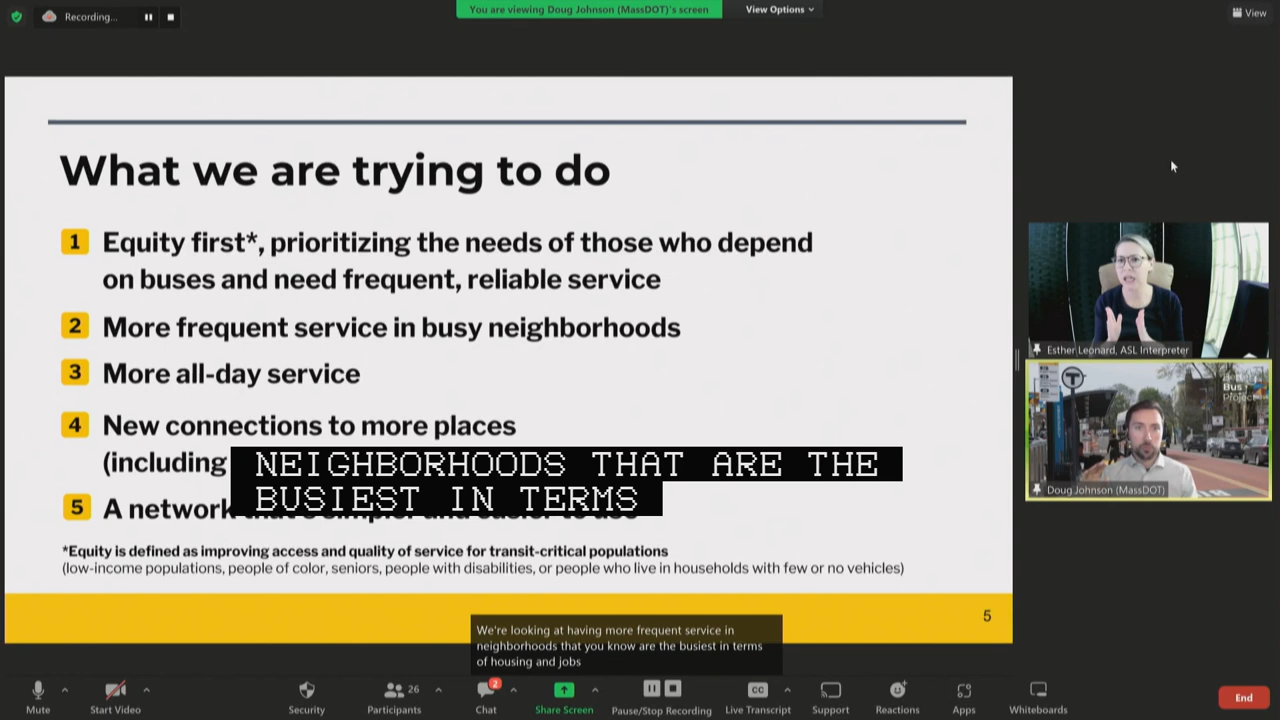 Recording...
You are viewing Doug Johnson (MassDOT)'s screen
View Options
View
What we are trying to do
1 Equity first*, prioritizing the needs of those who depend
on buses and need frequent, reliable service
2 More frequent service in busy neighborhoods
3 More all-day service
4 New connections to more places
(including
NEIGHBORHOODS THAT ARE THE
BUSIEST IN TERMS
5 A network that's simpler and easier to use
*Equity is defined as improving access and quality of service for transit-critical populations
(low-income populations, people of color, seniors, people with disabilities, or people who live in households with few or no vehicles)
5
Esther Leonard, ASL Interpreter
T
Bus
Project
Doug Johnson (MassDOT)
We're looking at having more frequent service in
neighborhoods that you know are the busiest in terms
of housing and jobs
Mute
Start Video
Security
26
Participants
2
Chat
Share Screen
Pause/Stop Recording
CC
Live Transcript
Support
Reactions
Apps
Whiteboards
End